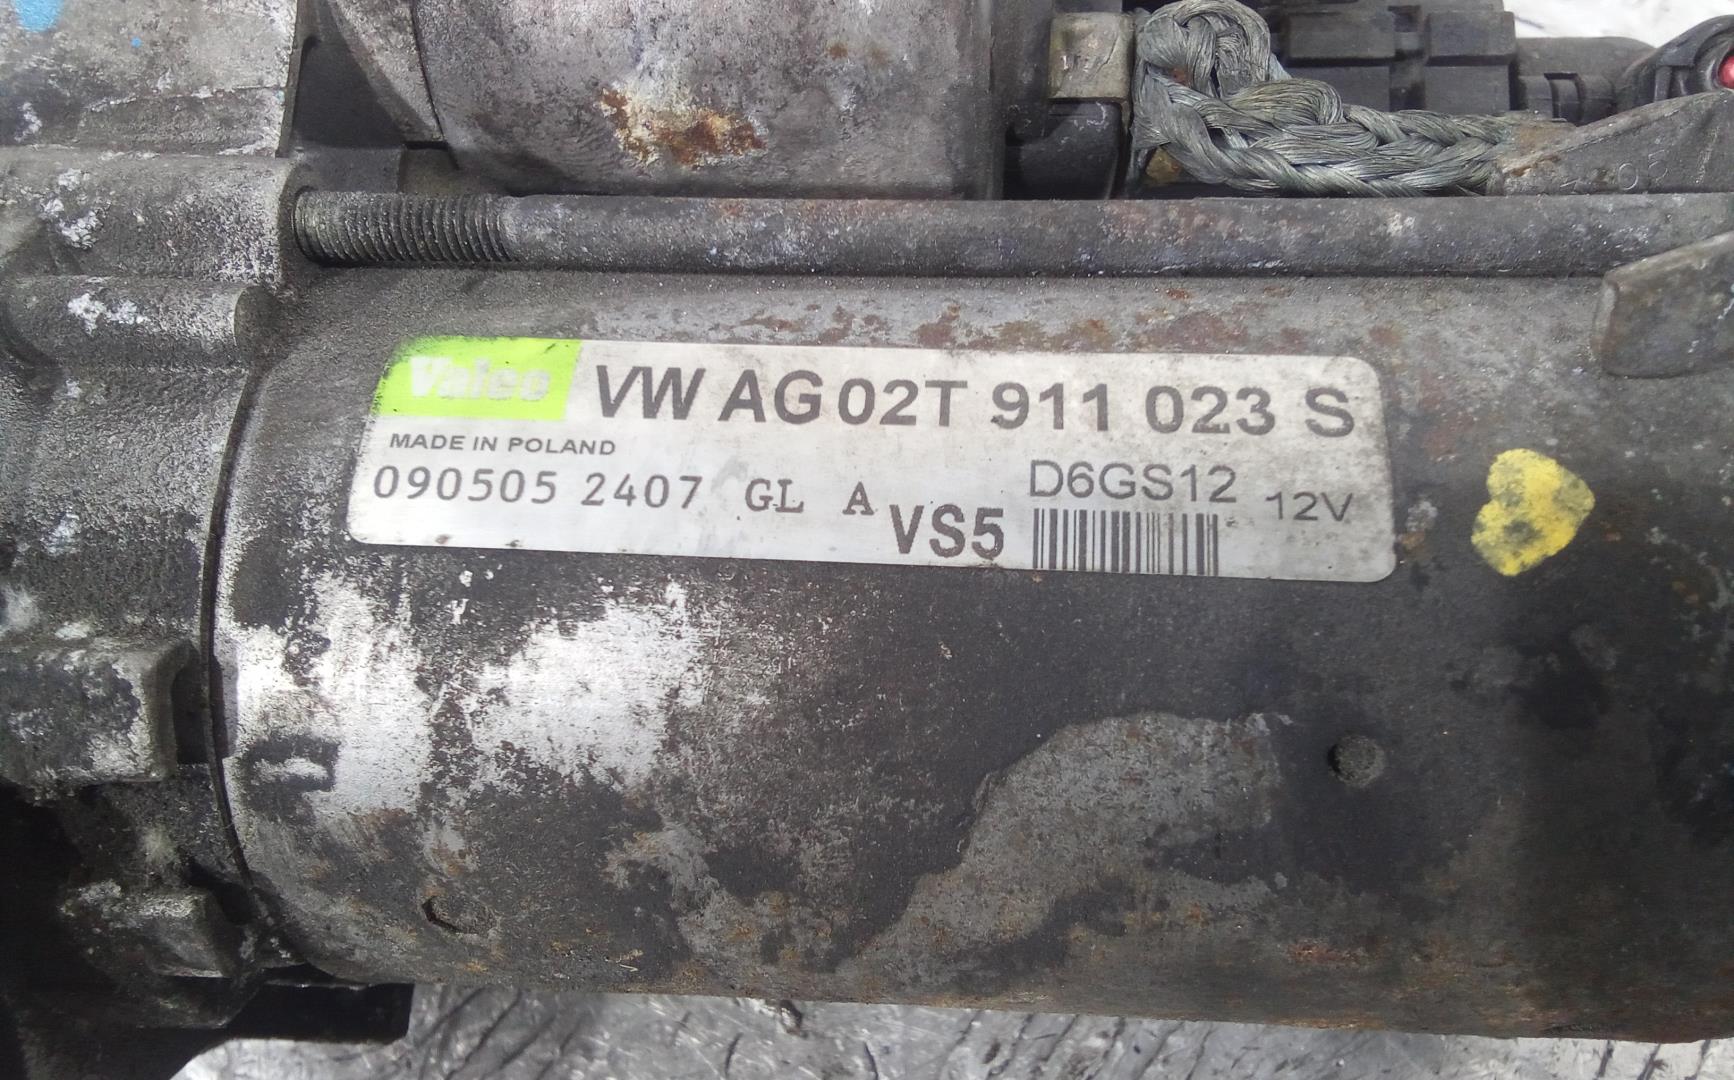 Valeo VW AG 02T 911 023 S
MADE IN POLAND
090505 2407 GL A VS5 D6GS12 12V